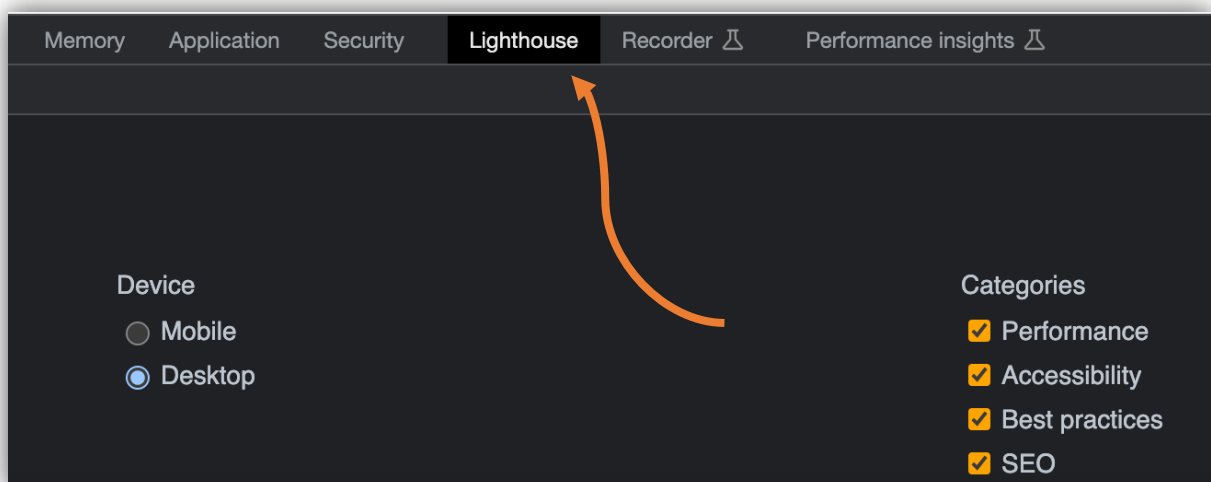 Memory Application Security Lighthouse Recorder Performance insights
Device
Mobile
Desktop
Categories
Performance
Accessibility
Best practices
SEO